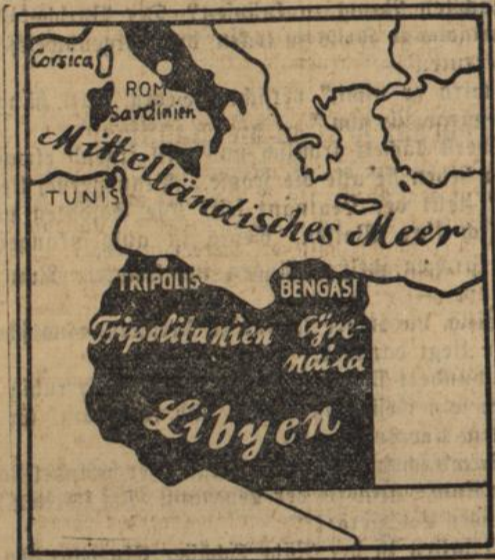 Corsica
ROM
Sardinien
Mittelländisches Meer
TUNIS
TRIPOLIS
BENGASI
Tripolitanien
Cyre-
naica
Libyen